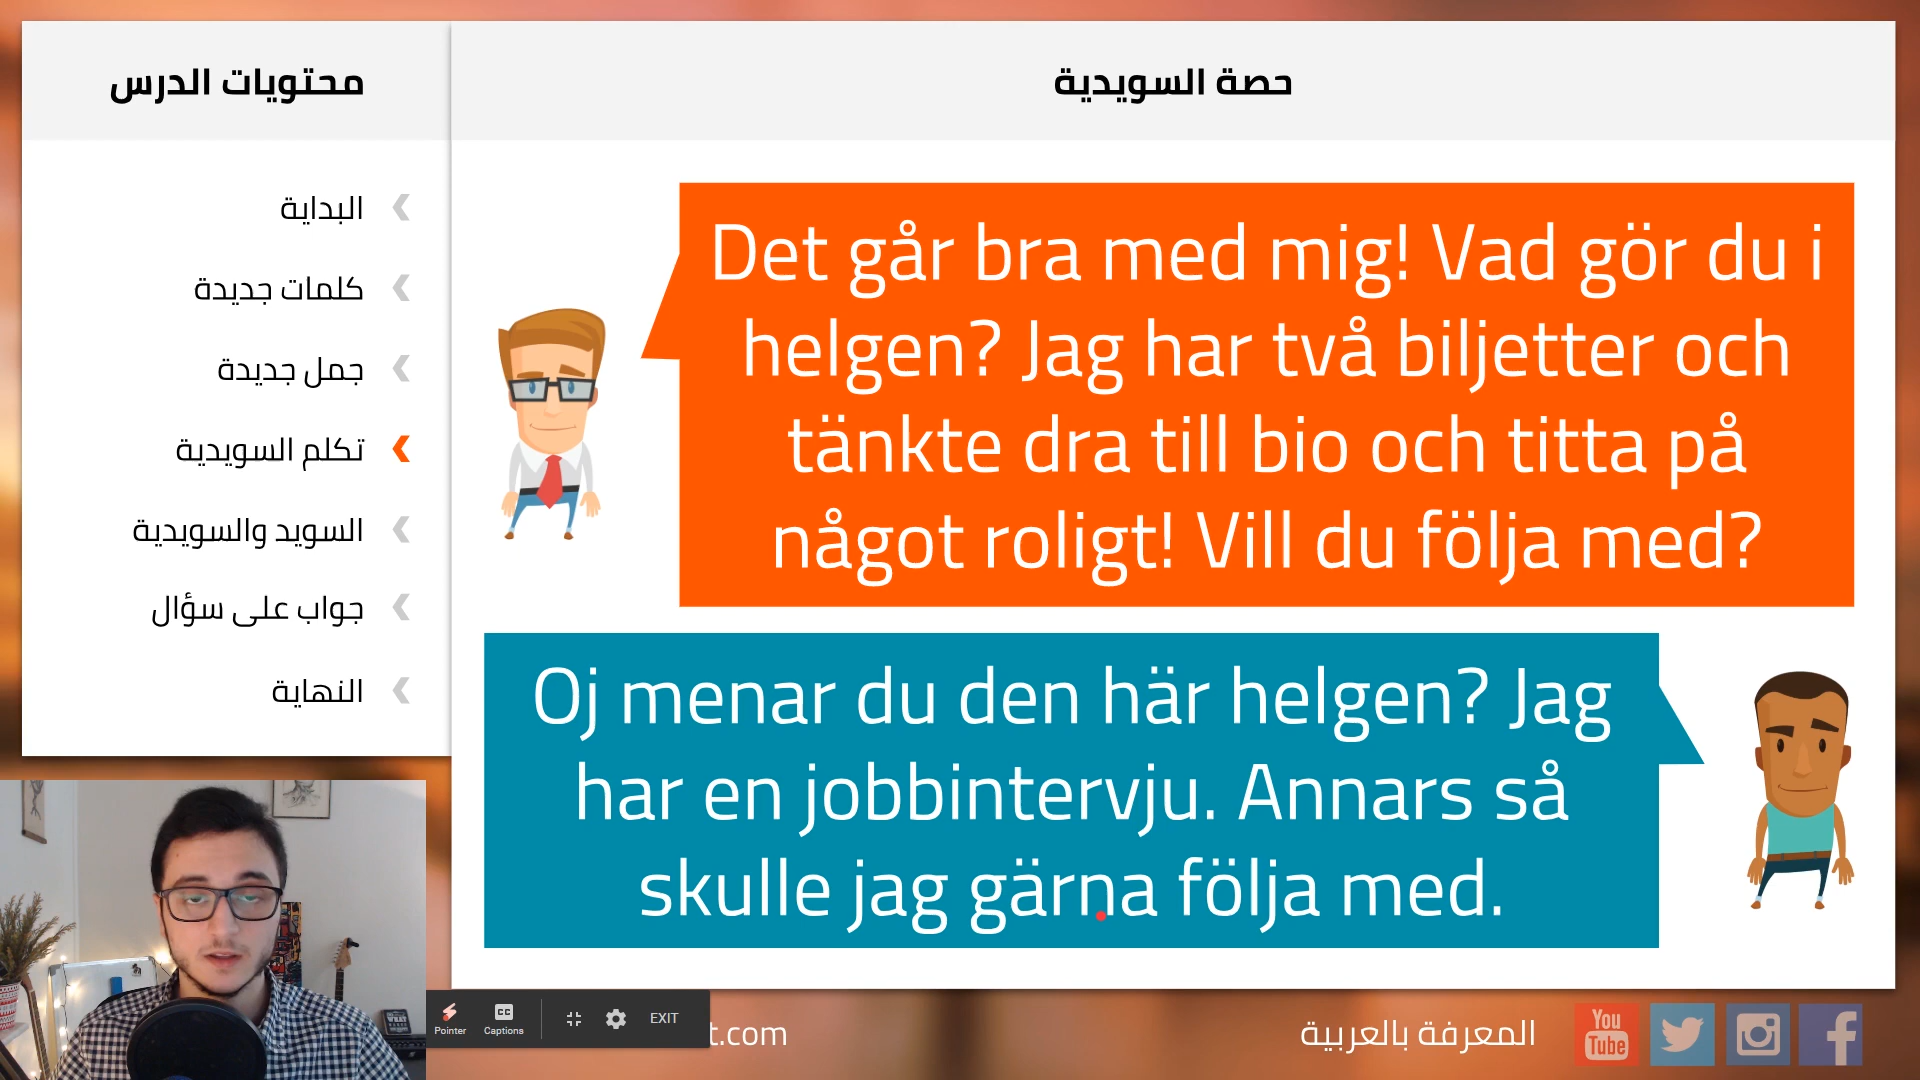 محتويات الدرس
حصة السويدية
البداية
كلمات جديدة
جمل جديدة
تكلم السويدية
السويد والسويدية
جواب على سؤال
النهاية
Det går bra med mig! Vad gör du i
helgen? Jag har två biljetter och
tänkte dra till bio och titta på
något roligt! Vill du följa med?
Oj menar du den här helgen? Jag
har en jobbintervju. Annars så
skulle jag gärna följa med.
Pointer
CC
Captions
EXIT
t.com
المعرفة بالعربية
You
Tube